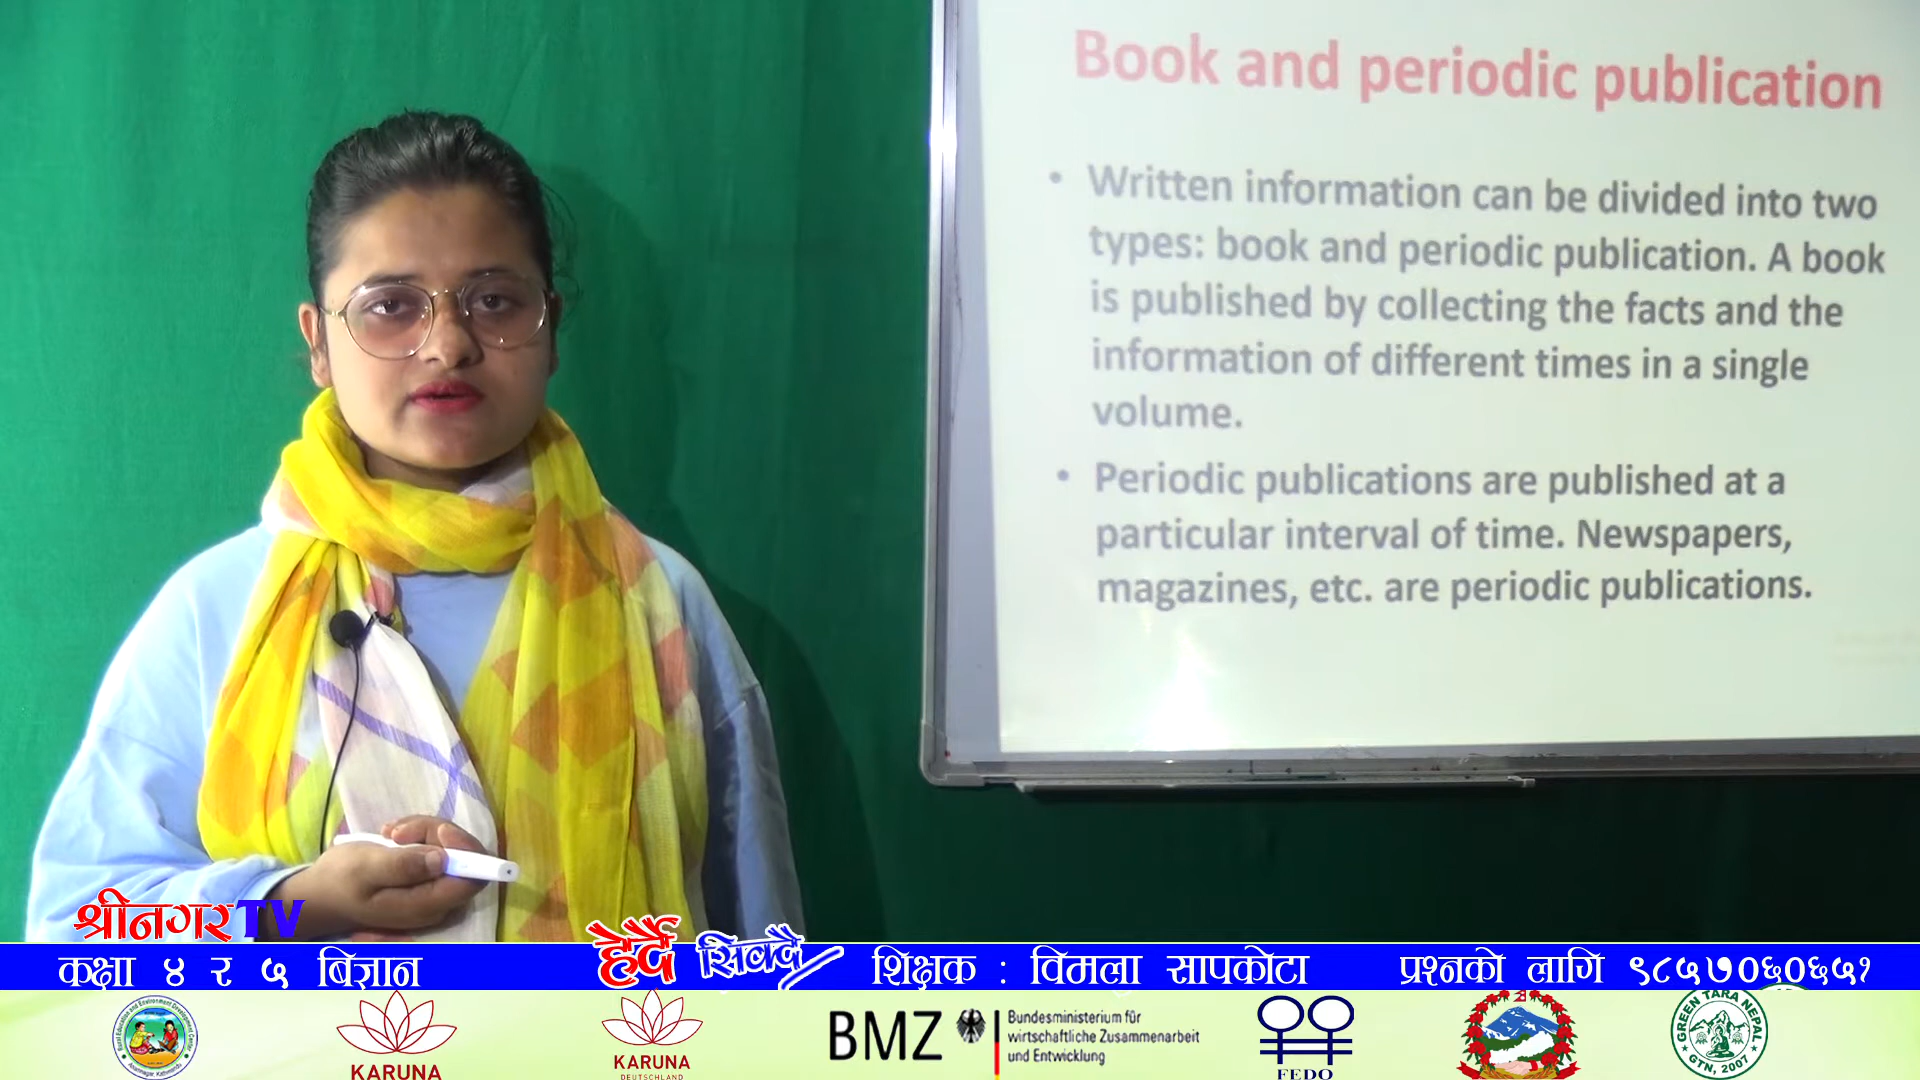 Book and periodic publication
• Written information can be divided into two
types: book and periodic publication. A book
is published by collecting the facts and the
information of different times in a single
volume.
• Periodic publications are published at a
particular interval of time. Newspapers,
magazines, etc. are periodic publications.
श्रीनगरTV
कक्षा ४ र ५ बिज्ञान
हेर्दै सिक्दै
शिक्षक : विमला सापकोटा
प्रश्नको लागि ९८५७०६०६५१
KARUNA
KARUNA
DEUTSCHLAND
BMZ
Bundesministerium für
wirtschaftliche Zusammenarbeit
und Entwicklung
FEDO
GREEN TARA NEPAL
GTN, 2007